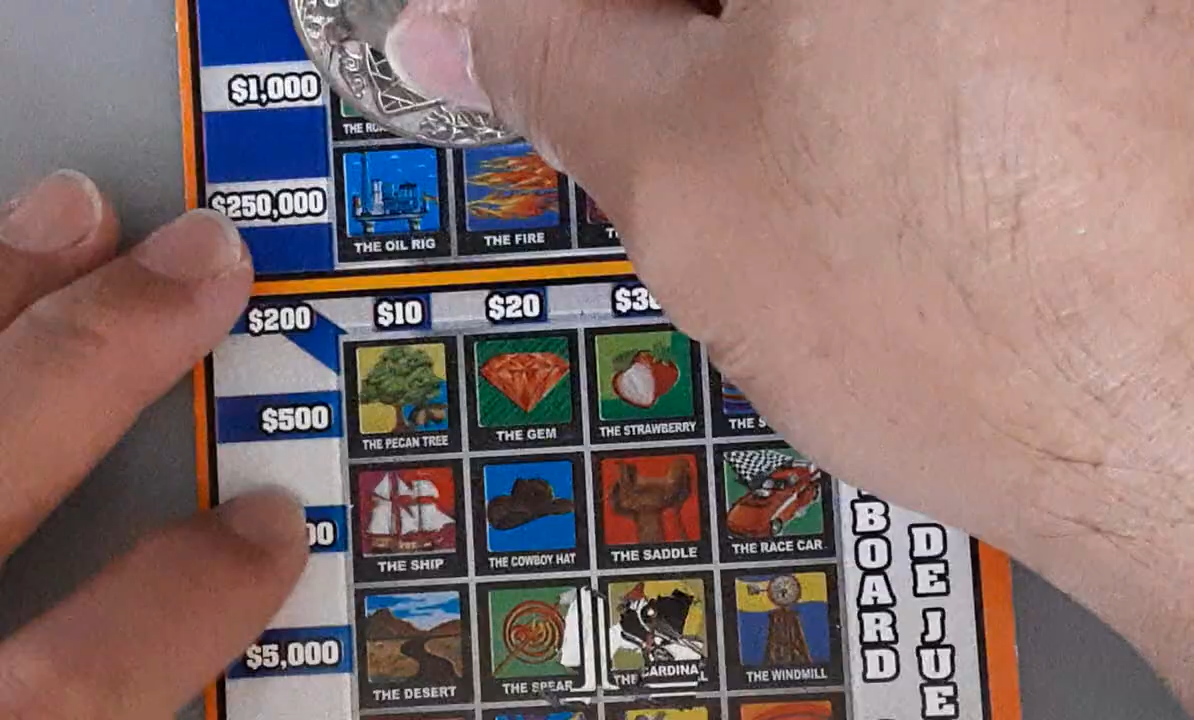 $1,000
$250,000
THE OIL RIG
THE FIRE
$200
$10
$20
$500
THE PECAN TREE
THE GEM
THE STRAWBERRY
THE SHIP
THE COWBOY HAT
THE SADDLE
THE RACE CAR
$5,000
THE DESERT
THE SPEAR
THE CARDINAL
THE WINDMILL
BOARD
DE JUE